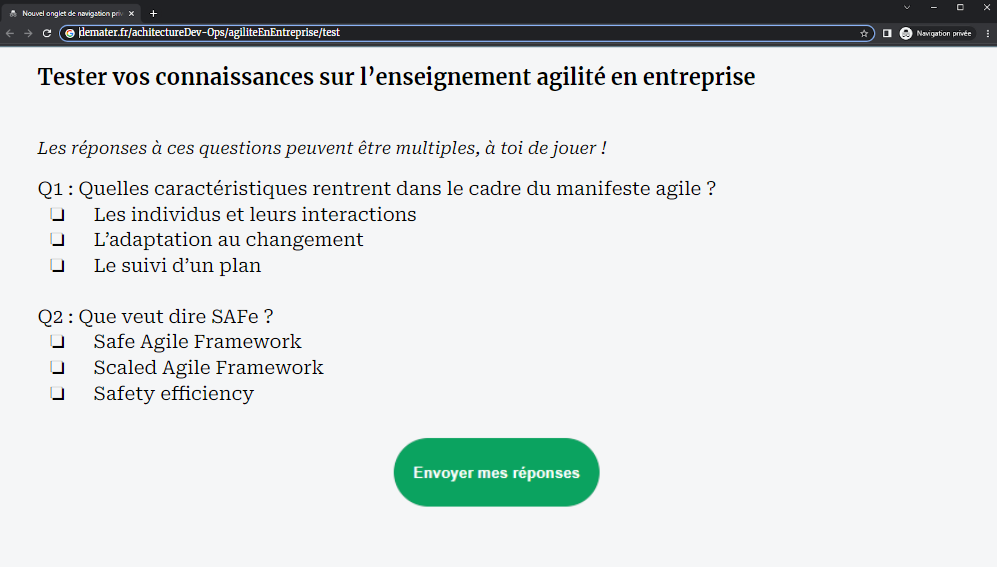 Nouvel onglet de navigation priv
demater.fr/achitectureDev-Ops/agiliteEnEntreprise/test
Navigation privée
Tester vos connaissances sur l’enseignement agilité en entreprise
Les réponses à ces questions peuvent être multiples, à toi de jouer !
Q1 : Quelles caractéristiques rentrent dans le cadre du manifeste agile ?
Les individus et leurs interactions
L’adaptation au changement
Le suivi d’un plan
Q2 : Que veut dire SAFe ?
Safe Agile Framework
Scaled Agile Framework
Safety efficiency
Envoyer mes réponses